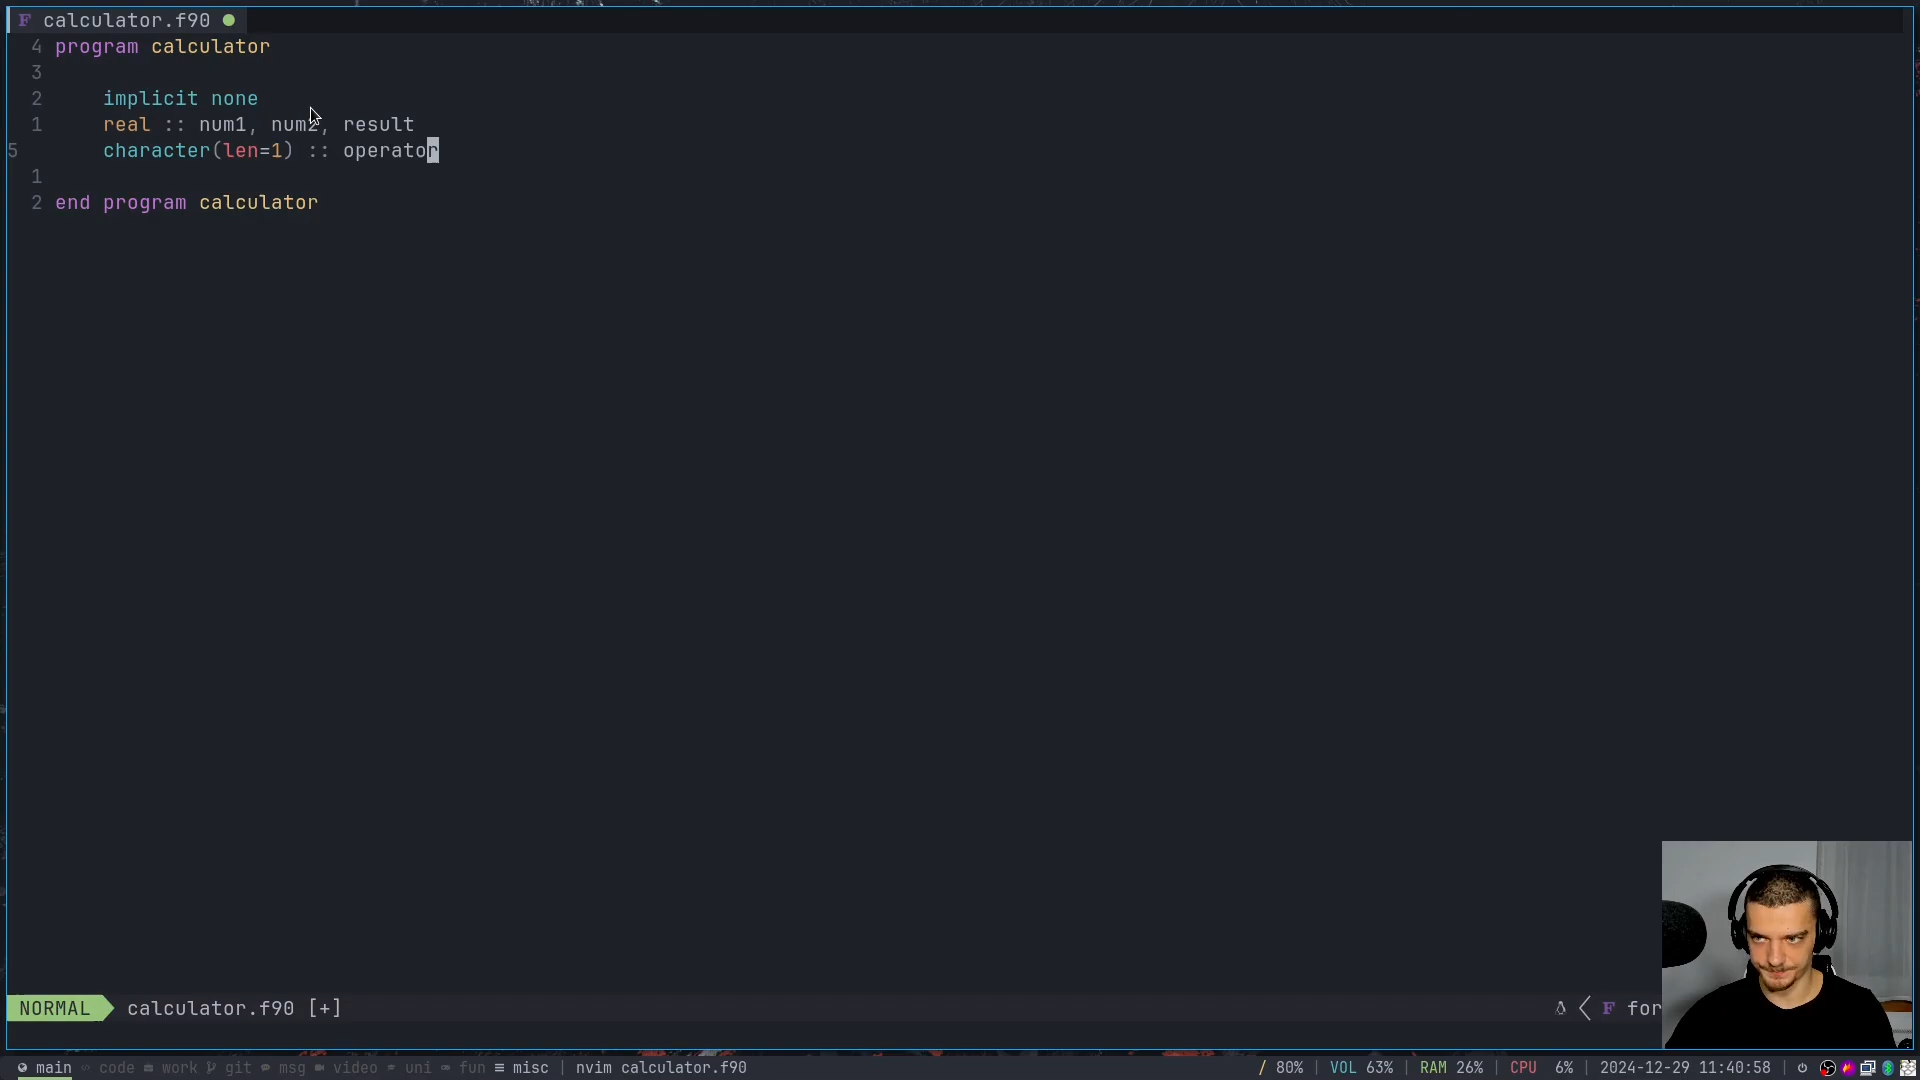 F calculator.f90
4 program calculator
3
2 implicit none
1 real :: num1, num2, result
5 character(len=1) :: operator
1
2 end program calculator
NORMAL calculator.f90 [+] F for
main code work git msg video uni fun misc | nvim calculator.f90 / 80% | VOL 63% | RAM 26% | CPU 6% | 2024-12-29 11:40:58 |